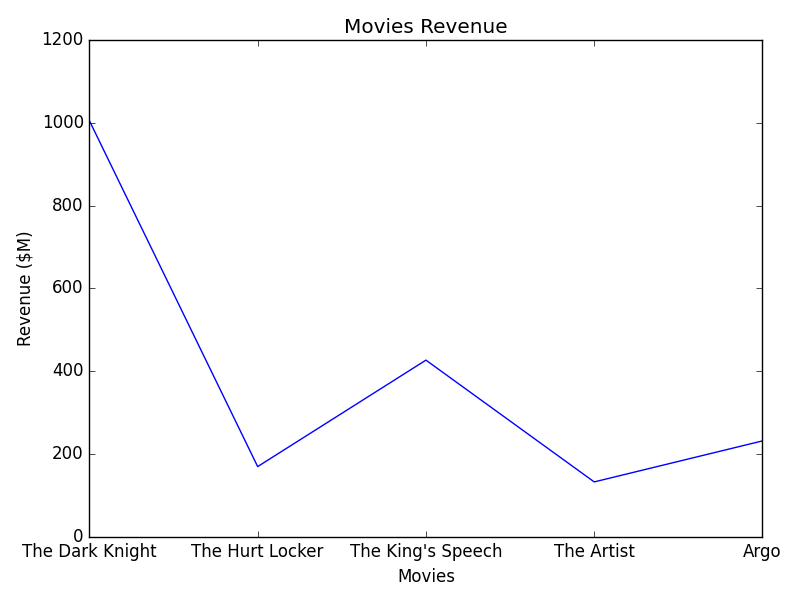 Movies Revenue
1200
1000
800
600
400
200
0
Revenue ($M)
The Dark Knight
The Hurt Locker
The King's Speech
The Artist
Argo
Movies